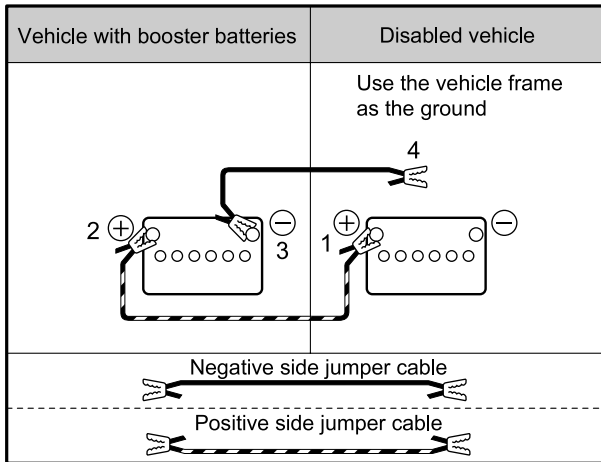 Vehicle with booster batteries
Disabled vehicle
Use the vehicle frame
as the ground
4
2 ⊕
⊖
3
1 ⊕
⊖
Negative side jumper cable
Positive side jumper cable